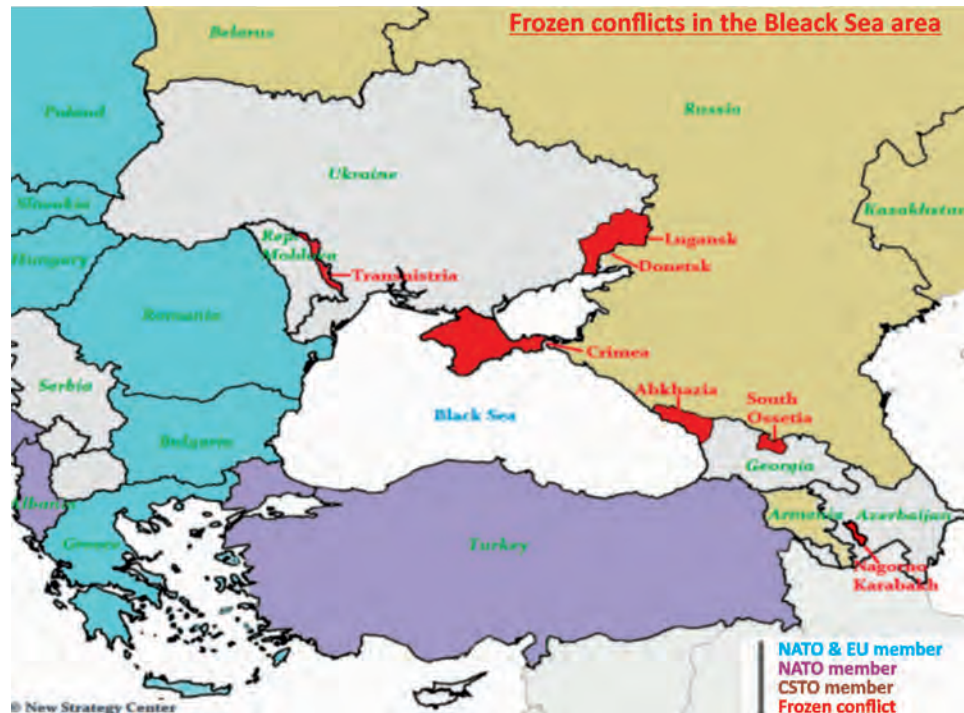 Frozen conflicts in the Bleack Sea area
Belarus
Russia
Poland
Ukraine
Slovakia
Kazakhstan
Lugansk
Repl
Moldova
Hungary
Donetsk
Transnistria
Romania
Crimea
Serbia
Abkhazia
South
Ossetia
Black Sea
Bulgaria
Georgia
Albania
Armenia
Azerbaijan
Greece
Turkey
Nagorno
Karabakh
NATO & EU member
NATO member
CSTO member
Frozen conflict
© New Strategy Center